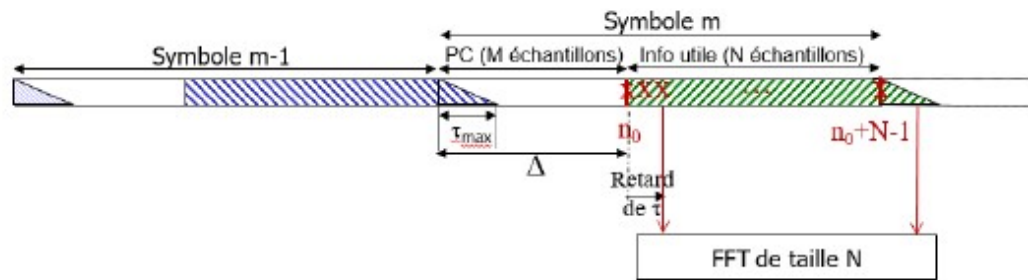 Symbole m
Symbole m-1
PC (M échantillons)
Info utile (N échantillons)
XX
...
τmax
n0
n0+N-1
Δ
Retard
de τ
FFT de taille N